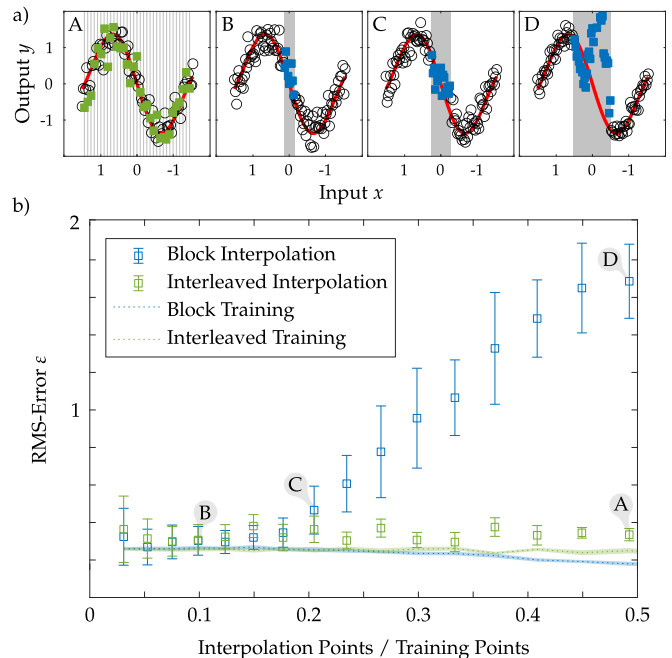 a)
A
B
C
D
Output y
1
0
-1
1
0
-1
1
0
-1
1
0
-1
1
0
-1
Input x
b)
2
Block Interpolation
Interleaved Interpolation
Block Training
Interleaved Training
D
RMS-Error ε
1
C
B
A
0
0.1
0.2
0.3
0.4
0.5
Interpolation Points / Training Points